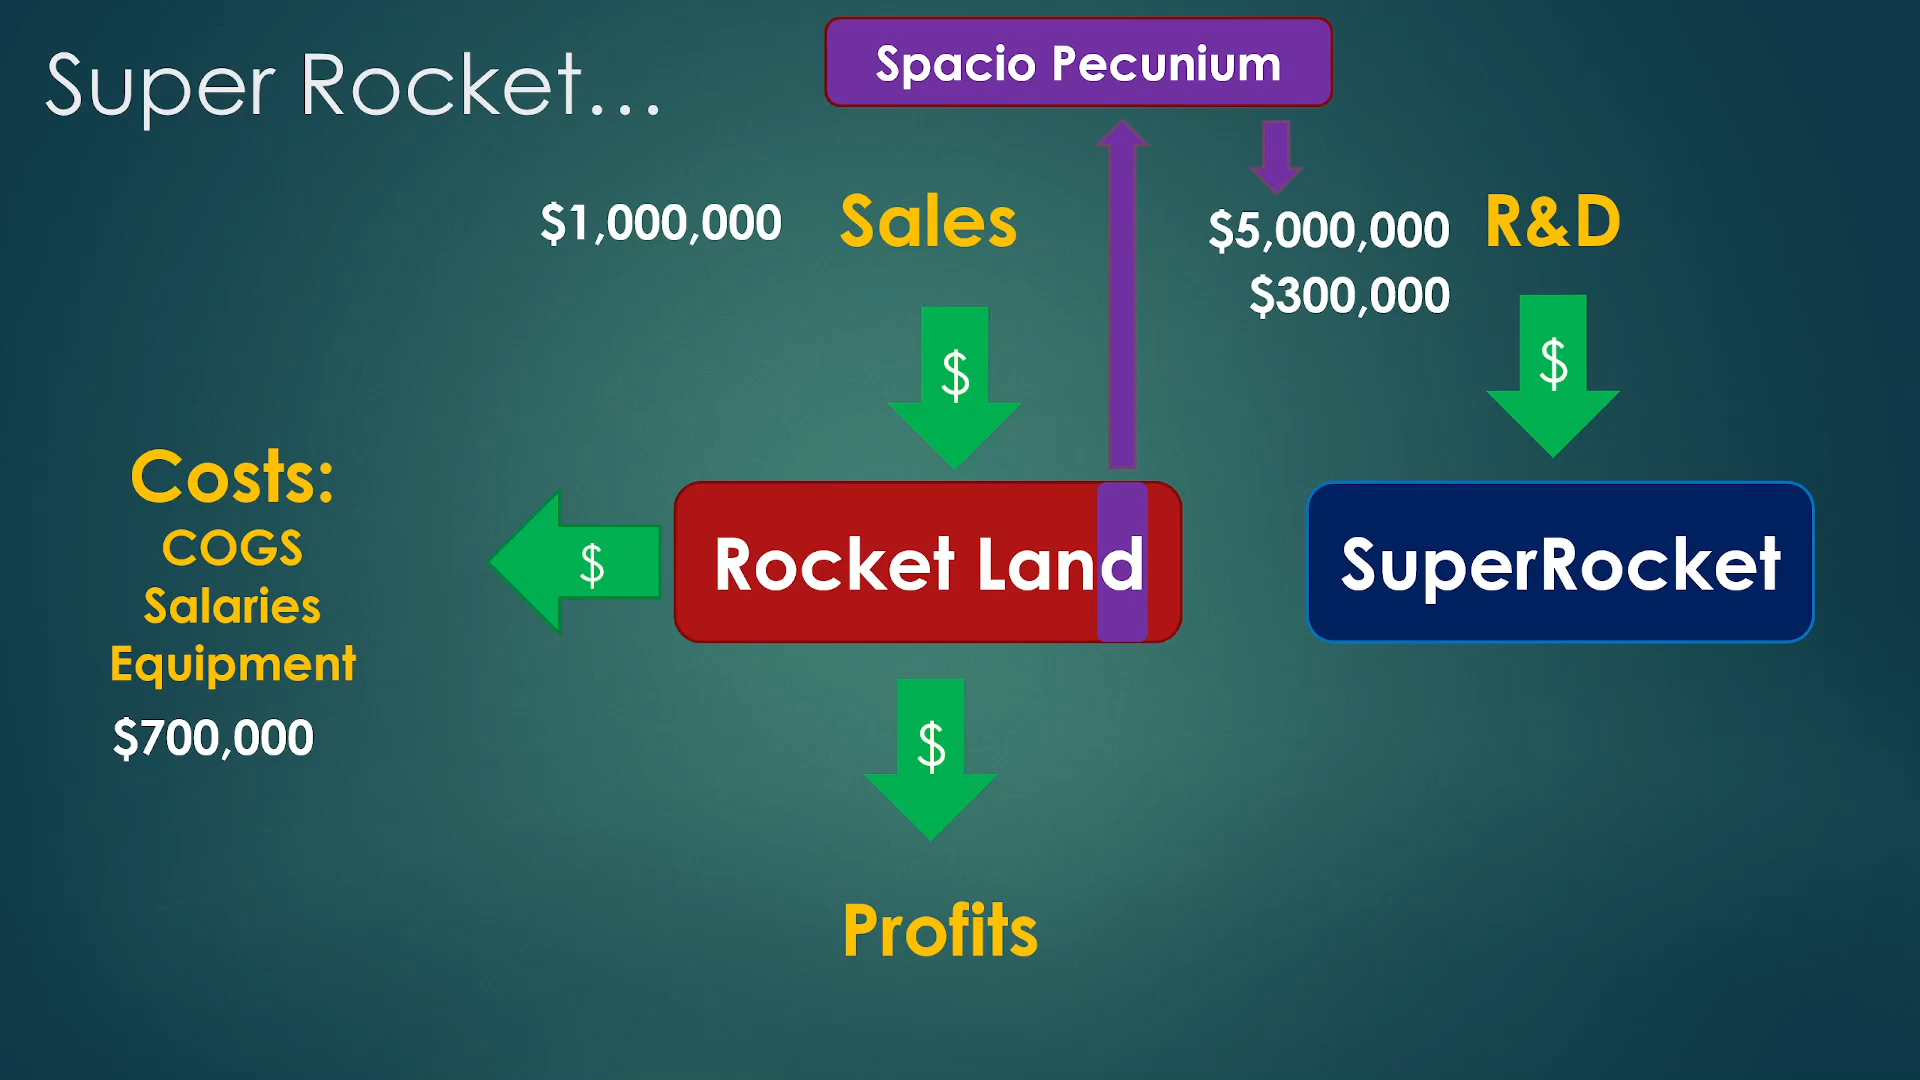 Super Rocket...
Spacio Pecunium
$1,000,000
Sales
$5,000,000
R&D
$300,000
$
$
Costs:
COGS
Salaries
Equipment
$700,000
$
Rocket Land
SuperRocket
$
Profits